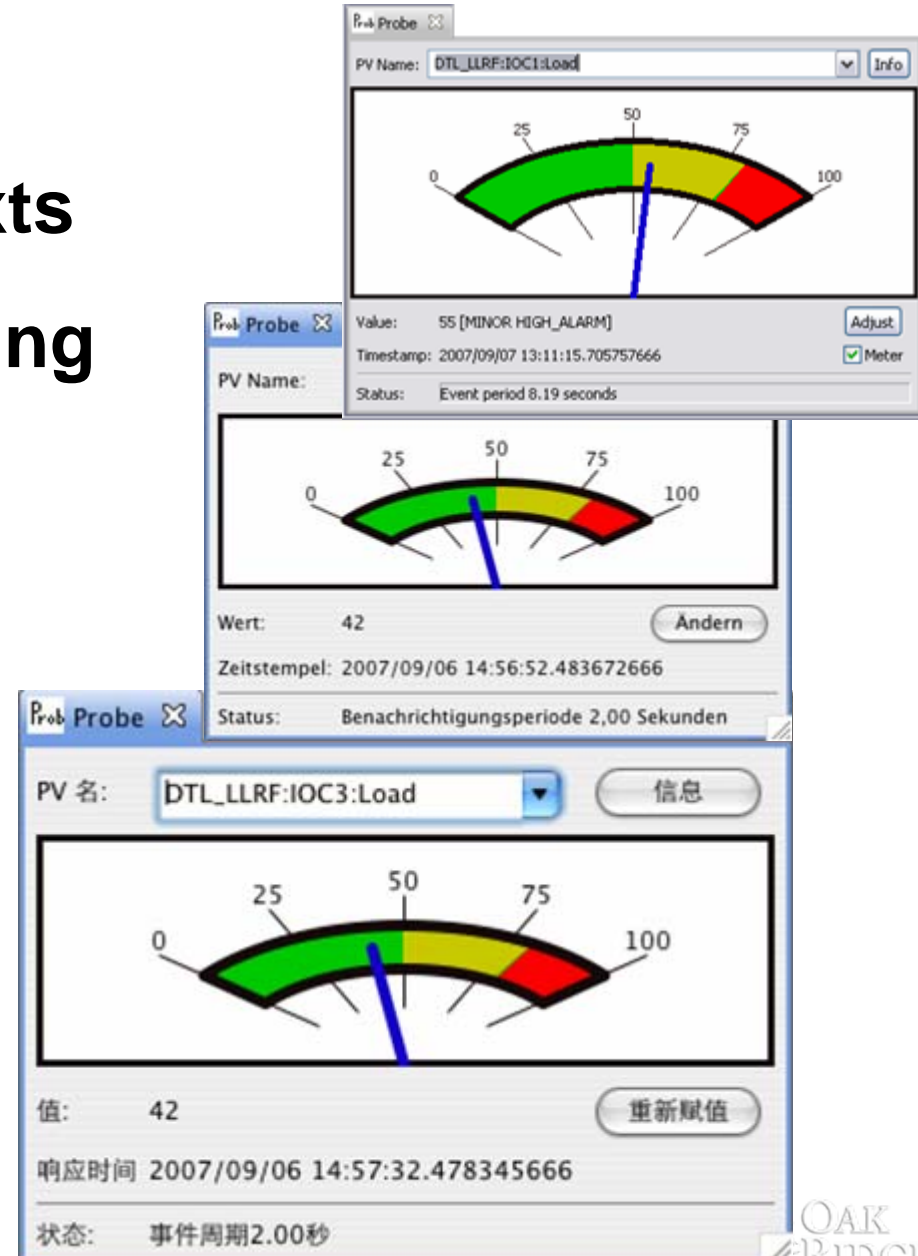 xts
ng
Prob Probe
PV Name: DTL_LLRF:IOC1:Load Info
0 25 50 75 100
Value: 55 [MINOR HIGH_ALARM] Adjust
Timestamp: 2007/09/07 13:11:15.705757666 Meter
Status: Event period 8.19 seconds
Prob Probe
PV Name:
0 25 50 75 100
Wert: 42 Ändern
Zeitstempel: 2007/09/06 14:56:52.483672666
Status: Benachrichtigungsperiode 2,00 Sekunden
Prob Probe
PV 名: DTL_LLRF:IOC3:Load 信息
0 25 50 75 100
值: 42 重新赋值
响应时间 2007/09/06 14:57:32.478345666
状态: 事件周期2.00秒
OAK